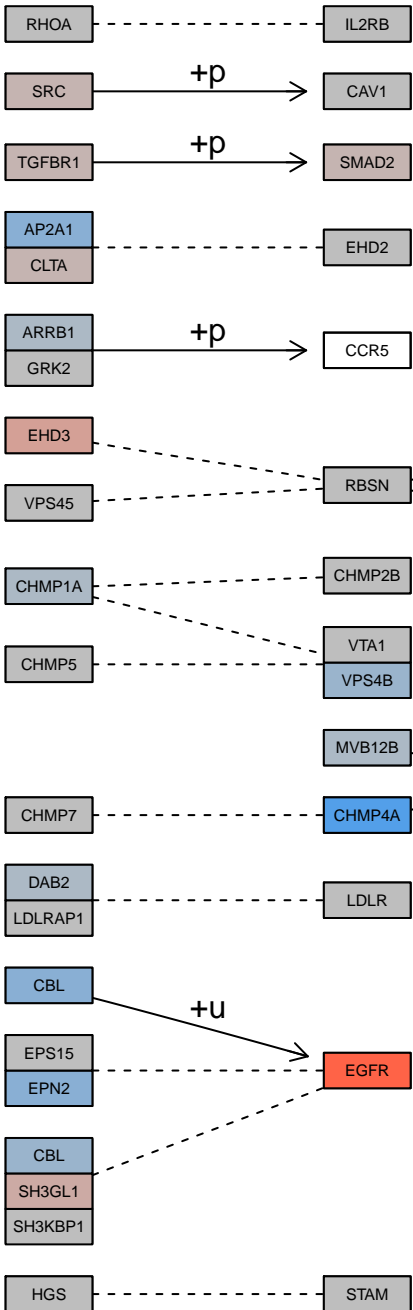 RHOA
IL2RB
+p
SRC
CAV1
+p
TGFBR1
SMAD2
AP2A1
CLTA
EHD2
ARRB1
GRK2
+p
CCR5
EHD3
VPS45
RBSN
CHMP1A
CHMP2B
CHMP5
VTA1
VPS4B
MVB12B
CHMP7
CHMP4A
DAB2
LDLRAP1
LDLR
CBL
+u
EPS15
EPN2
EGFR
CBL
SH3GL1
SH3KBP1
HGS
STAM